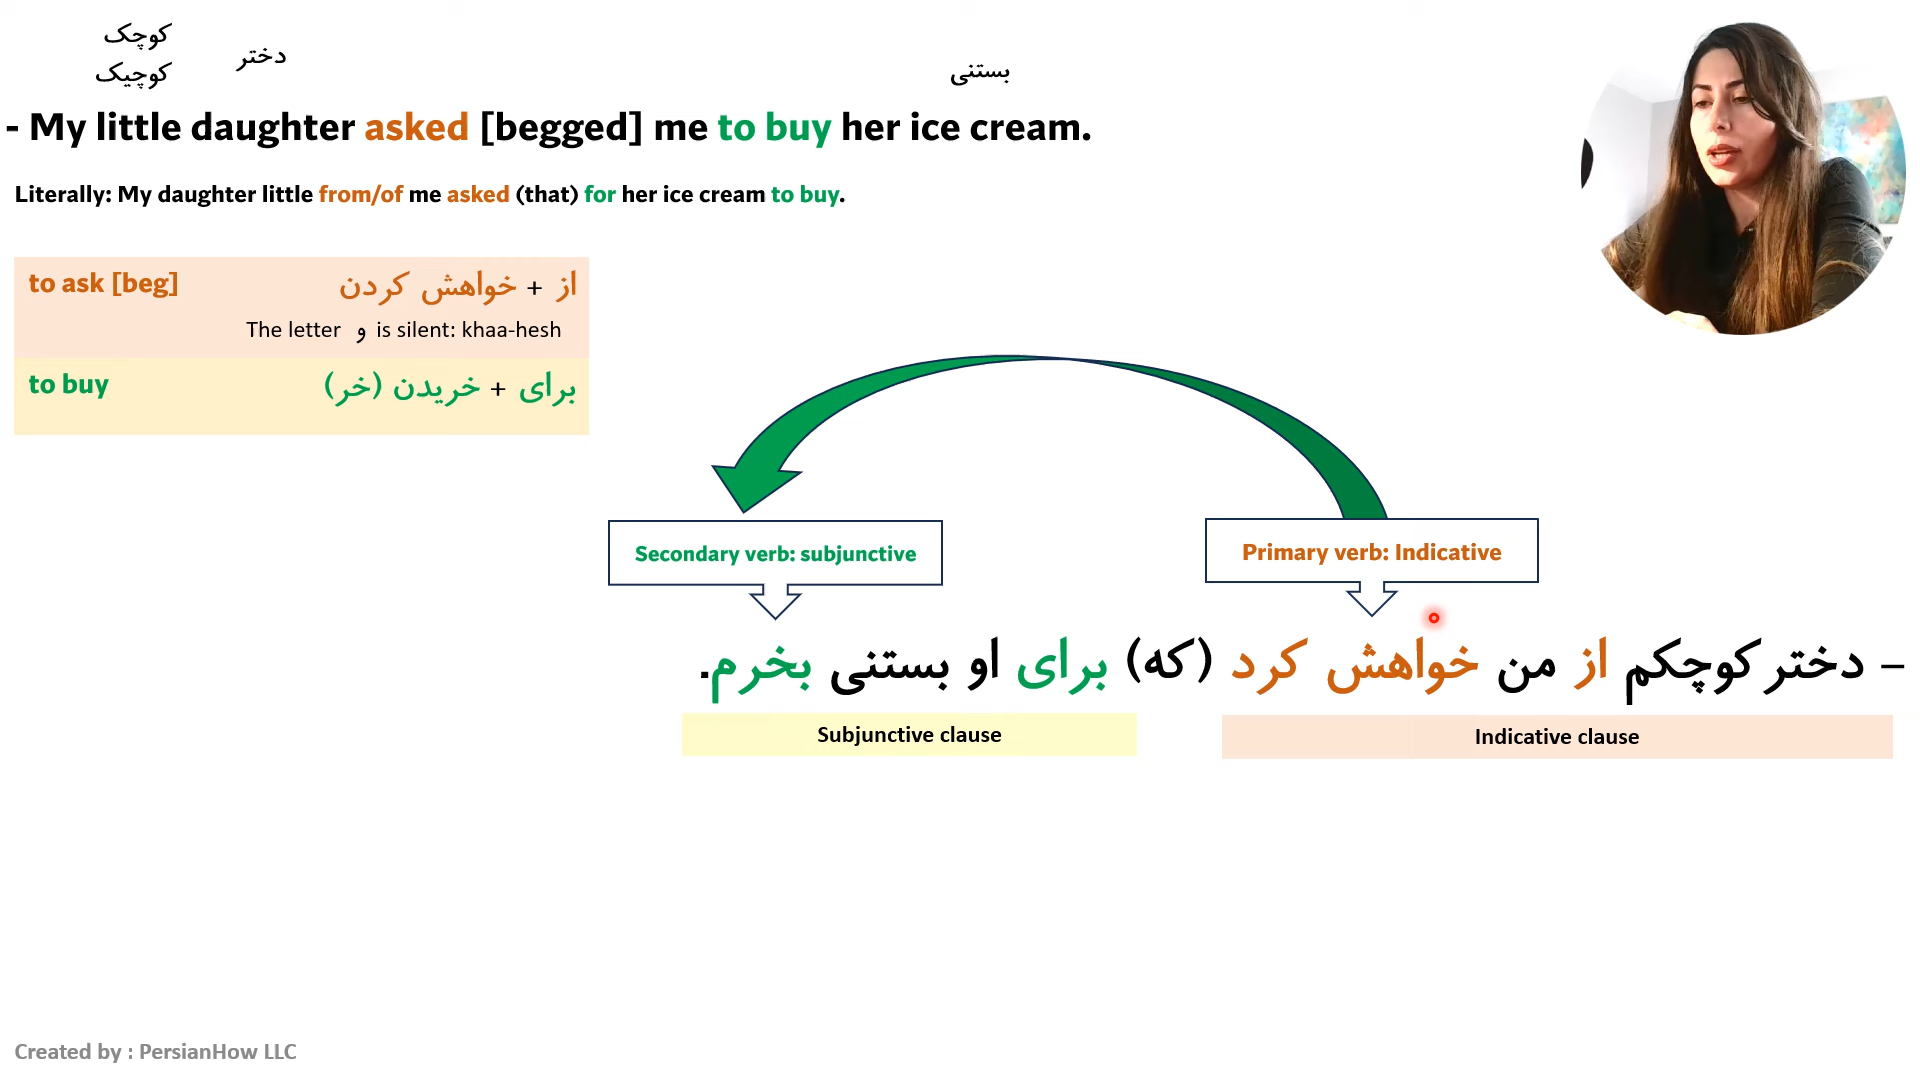 کوچک
کوچیک
دختر
بستنی
- My little daughter asked [begged] me to buy her ice cream.
Literally: My daughter little from/of me asked (that) for her ice cream to buy.
to ask [beg] از + خواهش کردن
The letter و is silent: khaa-hesh
to buy برای + خریدن (خر)
Secondary verb: subjunctive
Primary verb: Indicative
– دختر کوچکم از من خواهش کرد (که) برای او بستنی بخرم.
Subjunctive clause
Indicative clause
Created by : PersianHow LLC